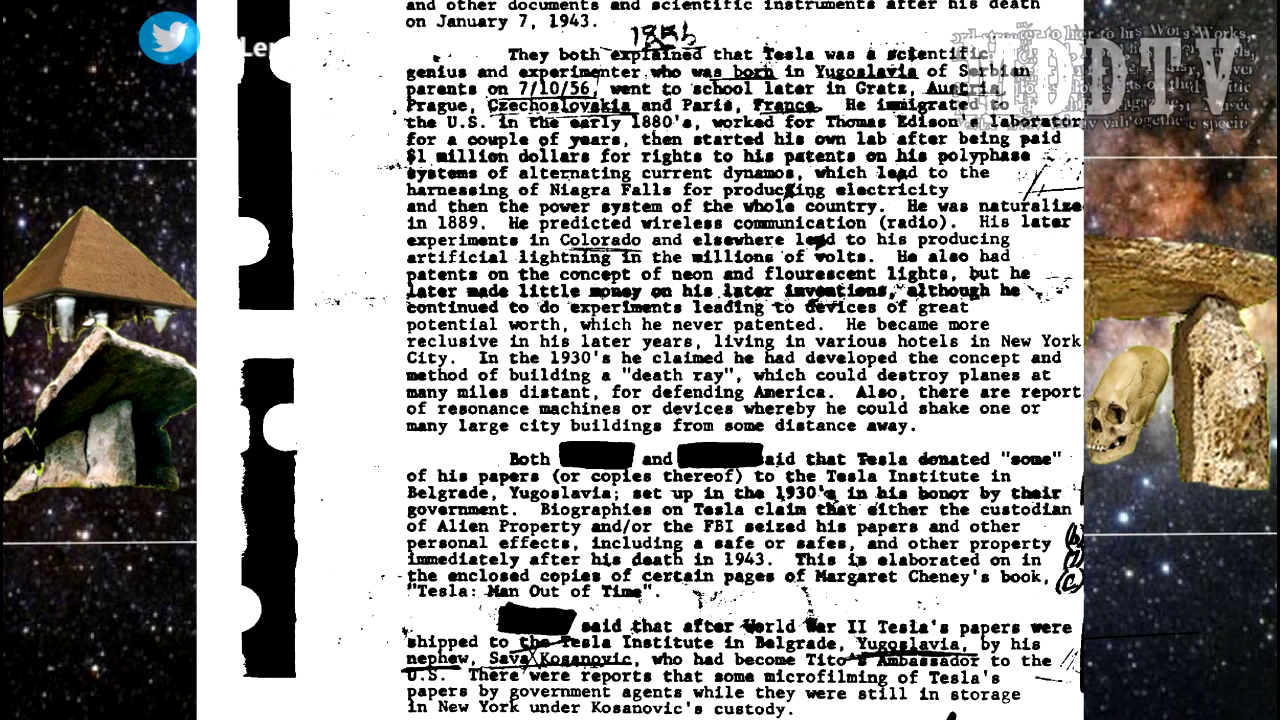 and other documents and scientific instruments after his death
on January 7, 1943.
They both explained that Tesla was a scientific
genius and experimenter who was born in Yugoslavia of Serbian
parents on 7/10/56, went to school later in Gratz, Austria,
Prague, Czechoslovakia and Paris, France. He immigrated to
the U.S. in the early 1880's, worked for Thomas Edison's laborator
for a couple of years, then started his own lab after being paid
$1 million dollars for rights to his patents on his polyphase
systems of alternating current dynamos, which lead to the
harnessing of Niagra Falls for producting electricity
and then the power system of the whole country. He was naturalize
in 1889. He predicted wireless communication (radio). His later
experiments in Colorado and elsewhere lead to his producing
artificial lightning in the millions of volts. He also had
patents on the concept of neon and flourescent lights, but he
later made little money on his later inventions, although he
continued to do experiments leading to devices of great
potential worth, which he never patented. He became more
reclusive in his later years, living in various hotels in New York
City. In the 1930's he claimed he had developed the concept and
method of building a "death ray", which could destroy planes at
many miles distant, for defending America. Also, there are report
of resonance machines or devices whereby he could shake one or
many large city buildings from some distance away.
Both and said that Tesla donated "some"
of his papers (or copies thereof) to the Tesla Institute in
Belgrade, Yugoslavia; set up in the 1930's in his honor by their
government. Biographies on Tesla claim that either the custodian
of Alien Property and/or the FBI seized his papers and other
personal effects, including a safe or safes, and other property
immediately after his death in 1943. This is elaborated on in
the enclosed copies of certain pages of Margaret Cheney's book,
"Tesla: Man Out of Time".
said that after World War II Tesla's papers were
shipped to the Tesla Institute in Belgrade, Yugoslavia, by his
nephew, Sava Kosanovic, who had become Tito's Ambassador to the
U.S. There were reports that some microfilming of Tesla's
papers by government agents while they were still in storage
in New York under Kosanovic's custody.
MDDTV